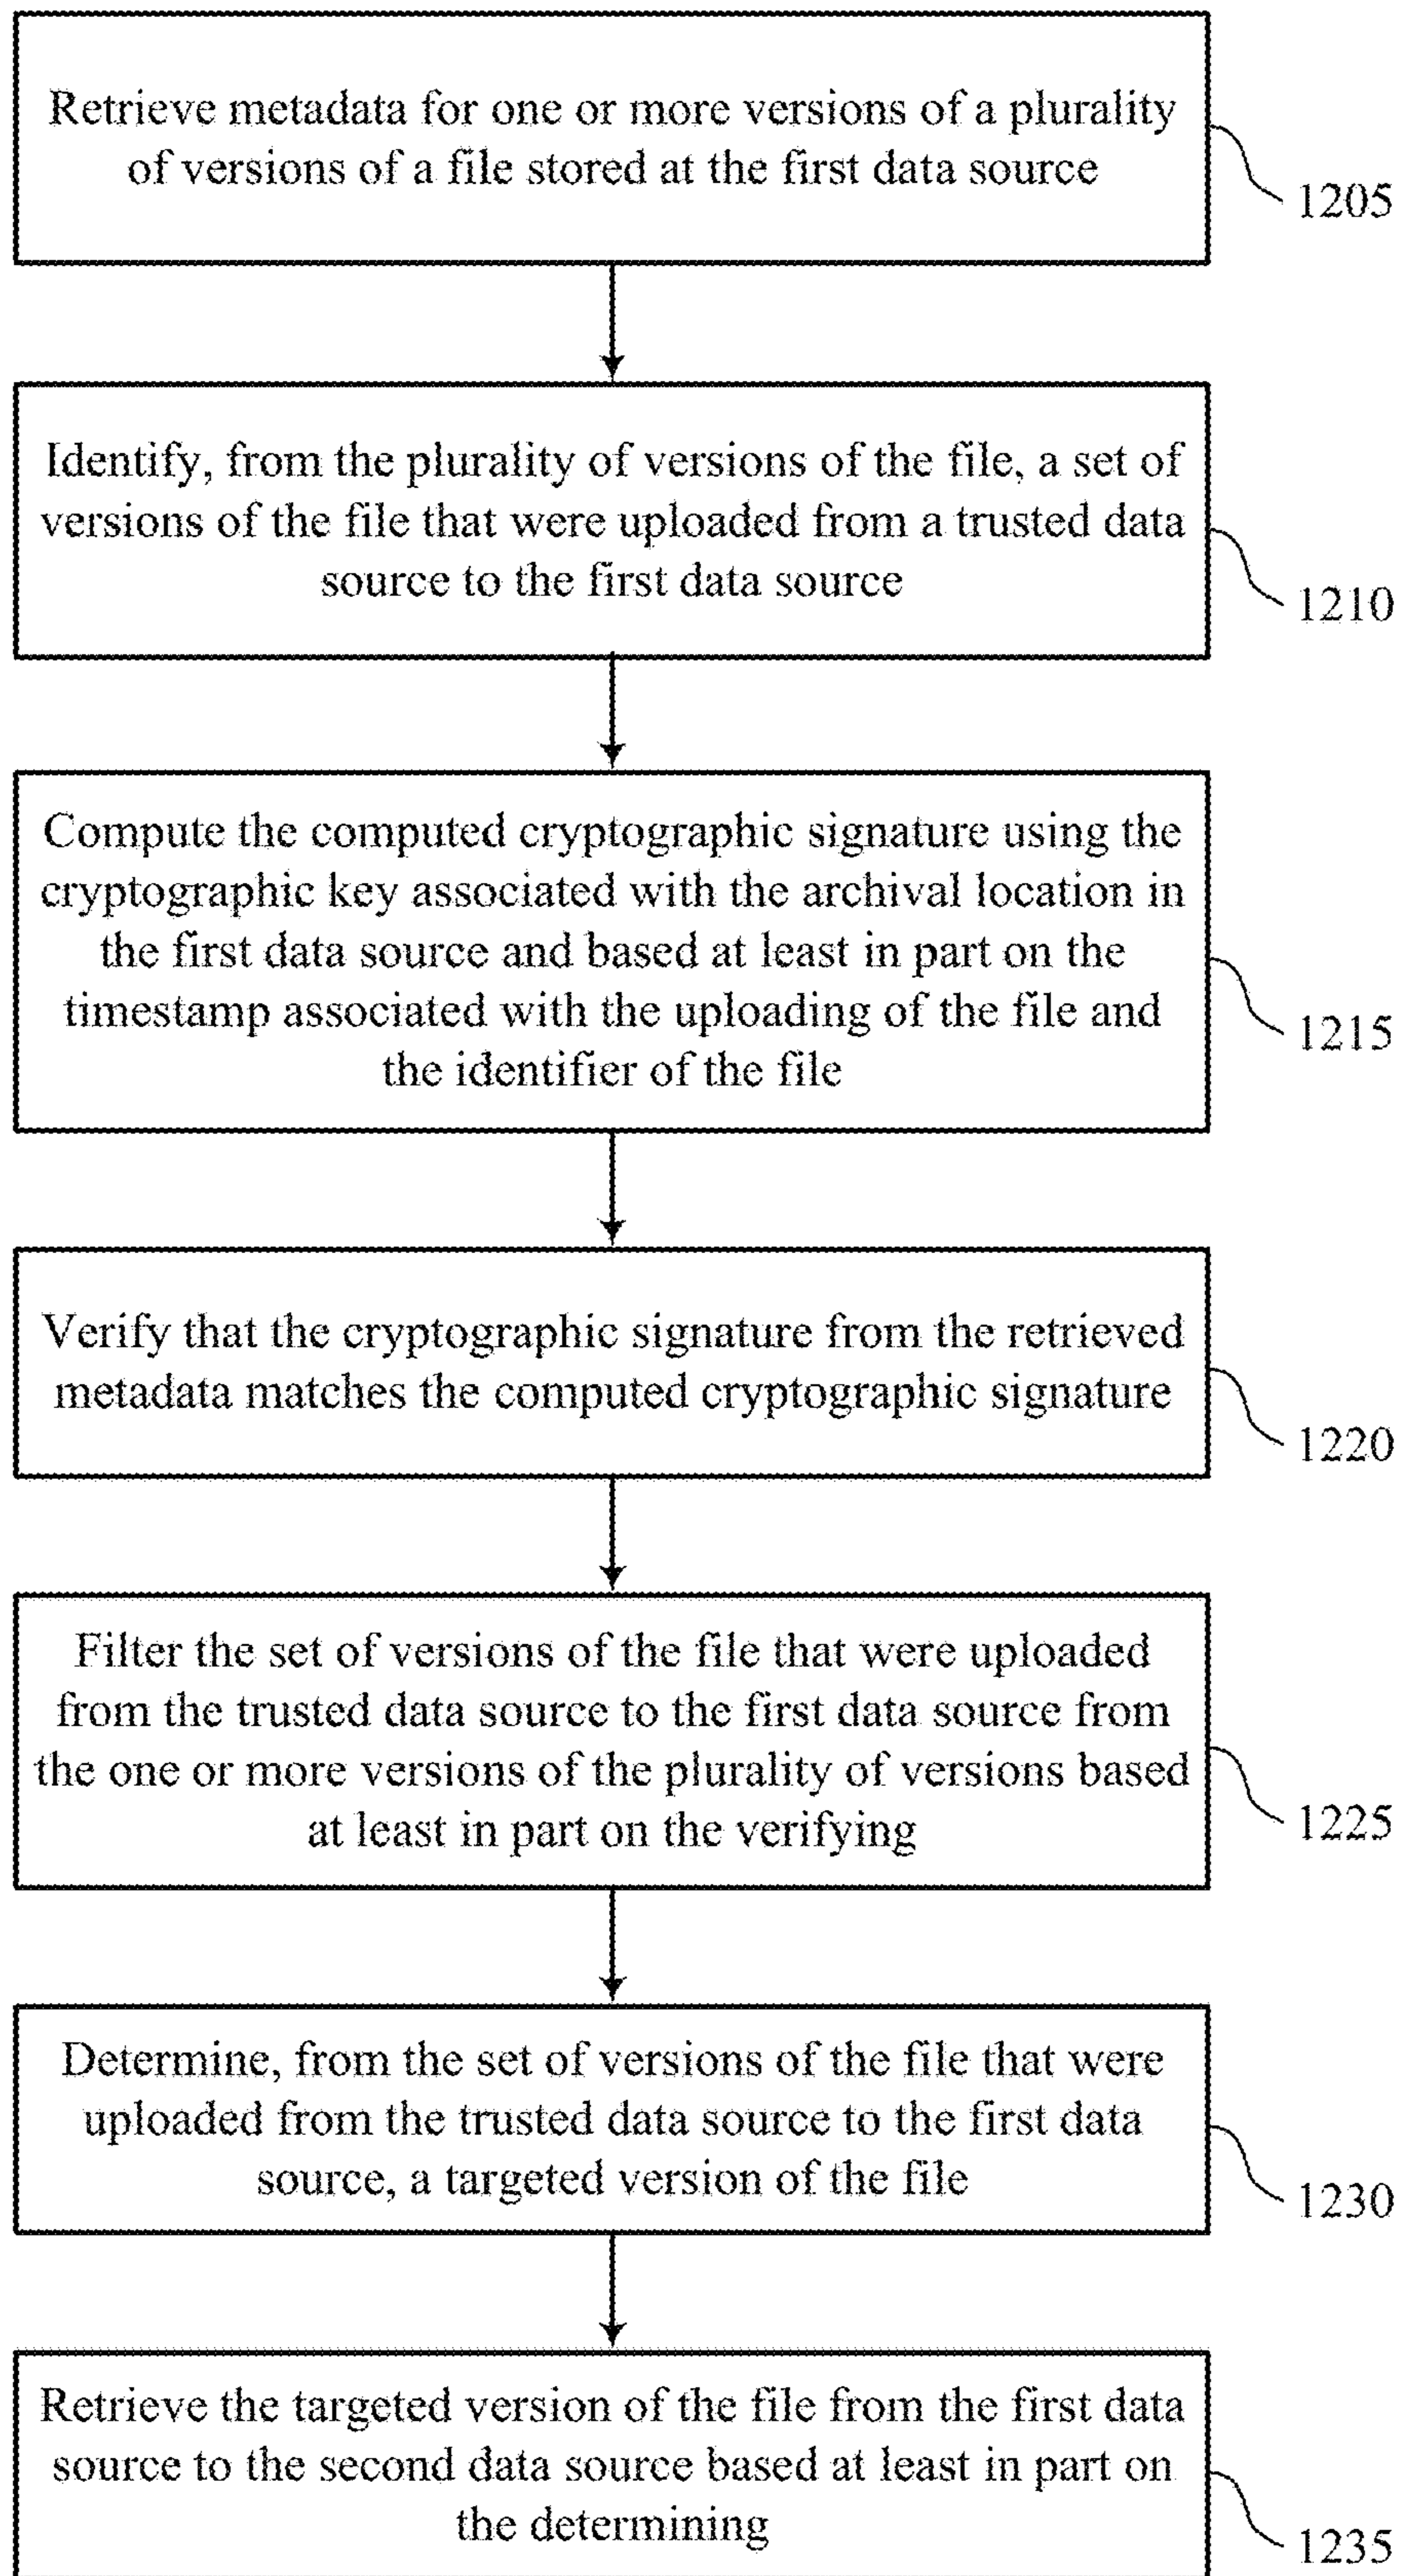 Retrieve metadata for one or more versions of a plurality
of versions of a file stored at the first data source
1205
Identify, from the plurality of versions of the file, a set of
versions of the file that were uploaded from a trusted data
source to the first data source
1210
Compute the computed cryptographic signature using the
cryptographic key associated with the archival location in
the first data source and based at least in part on the
timestamp associated with the uploading of the file and
the identifier of the file
1215
Verify that the cryptographic signature from the retrieved
metadata matches the computed cryptographic signature
1220
Filter the set of versions of the file that were uploaded
from the trusted data source to the first data source from
the one or more versions of the plurality of versions based
at least in part on the verifying
1225
Determine, from the set of versions of the file that were
uploaded from the trusted data source to the first data
source, a targeted version of the file
1230
Retrieve the targeted version of the file from the first data
source to the second data source based at least in part on
the determining
1235